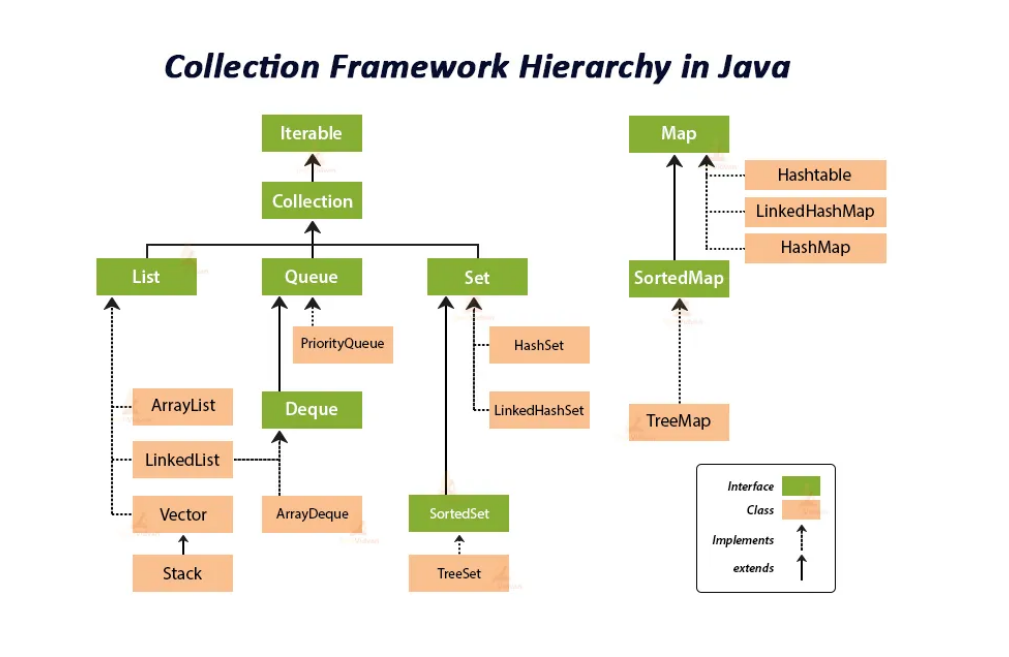 Collection Framework Hierarchy in Java
Iterable
Map
Hashtable
Collection
LinkedHashMap
HashMap
List
Queue
Set
SortedMap
PriorityQueue
HashSet
ArrayList
Deque
LinkedHashSet
TreeMap
LinkedList
Vector
ArrayDeque
SortedSet
Stack
TreeSet
Interface
Class
Implements
extends